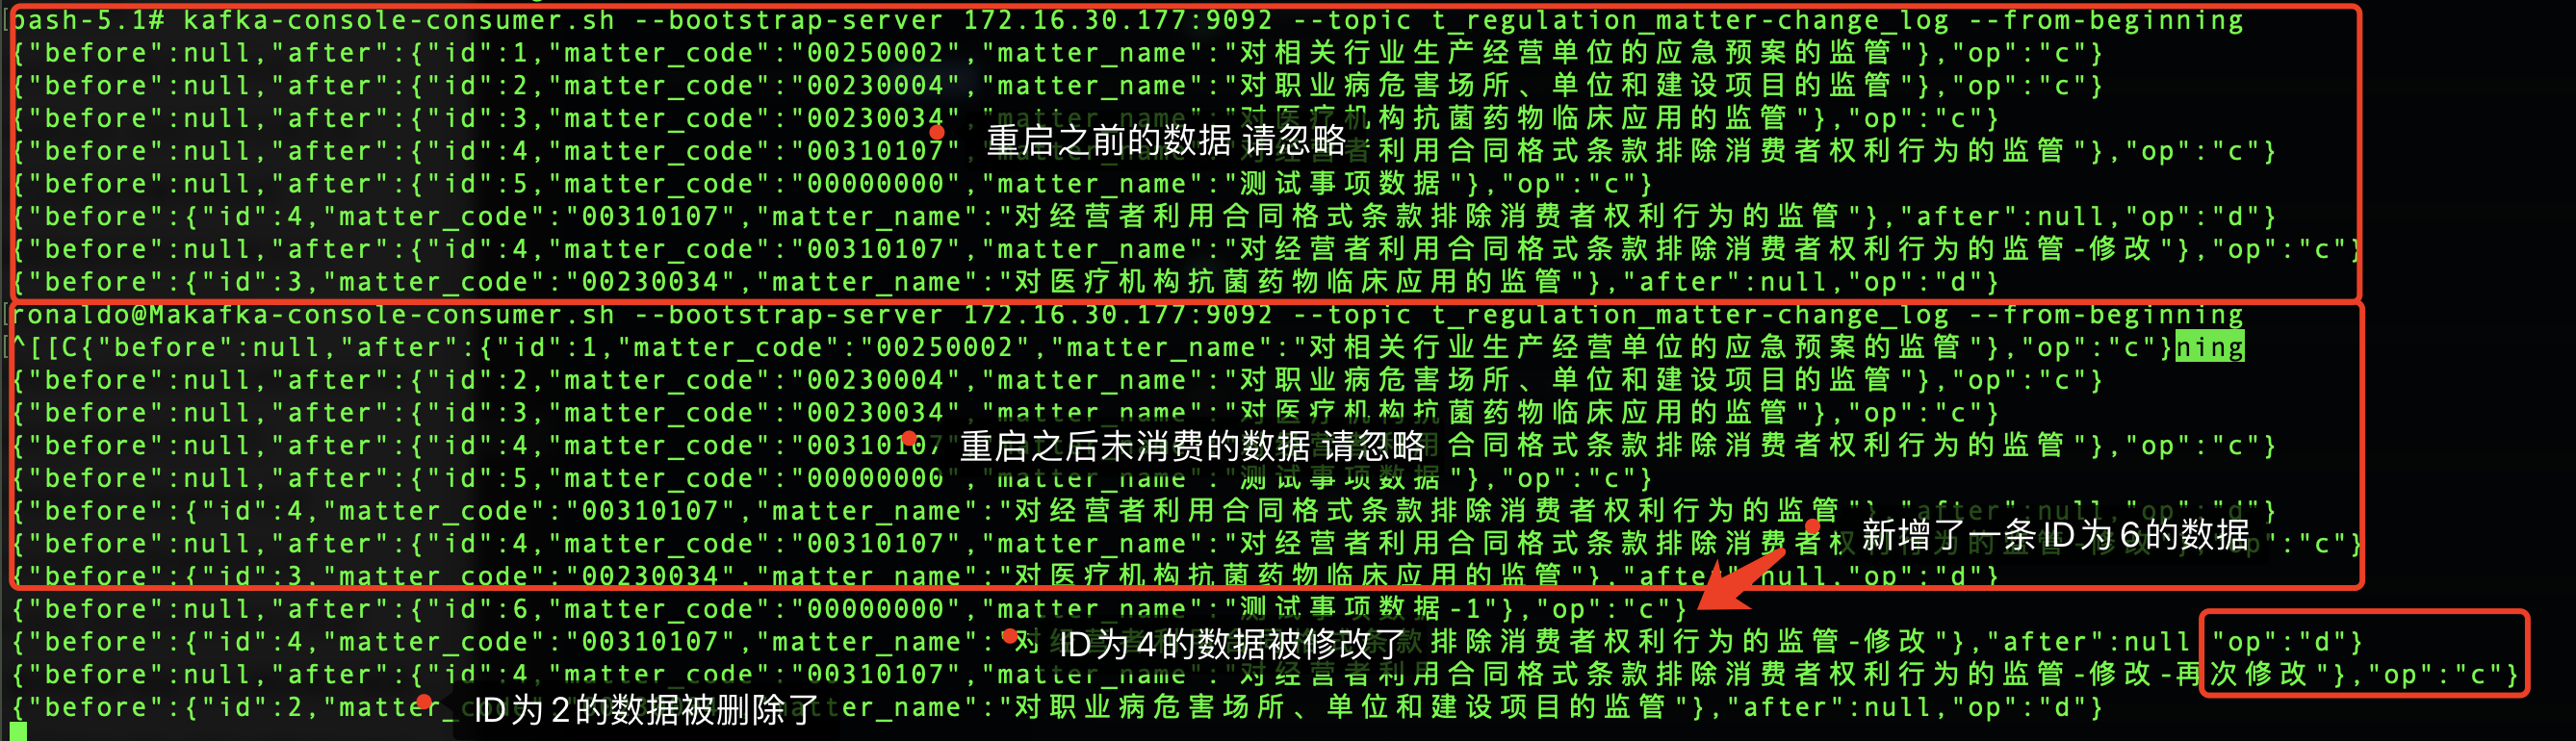 bash-5.1# kafka-console-consumer.sh --bootstrap-server 172.16.30.177:9092 --topic t_regulation_matter-change_log --from-beginning
{"before":null,"after":{"id":1,"matter_code":"00250002","matter_name":"对相关行业生产经营单位的应急预案的监管"},"op":"c"}
{"before":null,"after":{"id":2,"matter_code":"00230004","matter_name":"对职业病危害场所、单位和建设项目的监管"},"op":"c"}
{"before":null,"after":{"id":3,"matter_code":"00230034","matter_name":"对医疗机构抗菌药物临床应用的监管"},"op":"c"}
重启之前的数据 请忽略
{"before":null,"after":{"id":4,"matter_code":"00310107", 者利用合同格式条款排除消费者权利行为的监管"},"op":"c"}
{"before":null,"after":{"id":5,"matter_code":"00000000","matter_name":"测试事项数据"},"op":"c"}
{"before":{"id":4,"matter_code":"00310107","matter_name":"对经营者利用合同格式条款排除消费者权利行为的监管"},"after":null,"op":"d"}
{"before":null,"after":{"id":4,"matter_code":"00310107","matter_name":"对经营者利用合同格式条款排除消费者权利行为的监管-修改"},"op":"c"}
{"before":{"id":3,"matter_code":"00230034","matter_name":"对医疗机构抗菌药物临床应用的监管"},"after":null,"op":"d"}
ronaldo@Makafka-console-consumer.sh --bootstrap-server 172.16.30.177:9092 --topic t_regulation_matter-change_log --from-beginning
^[[C{"before":null,"after":{"id":1,"matter_code":"00250002","matter_name":"对相关行业生产经营单位的应急预案的监管"},"op":"c"}ning
{"before":null,"after":{"id":2,"matter_code":"00230004","matter_name":"对职业病危害场所、单位和建设项目的监管"},"op":"c"}
{"before":null,"after":{"id":3,"matter_code":"00230034","matter_name":"对医疗机构抗菌药物临床应用的监管"},"op":"c"}
{"before":null,"after":{"id":4,"matter_code":"00310107" 合同格式条款排除消费者权利行为的监管"},"op":"c"}
重启之后未消费的数据 请忽略
{"before":null,"after":{"id":5,"matter_code":"00000000","matter_name":"测试事项数据"},"op":"c"}
{"before":{"id":4,"matter_code":"00310107","matter_name":"对经营者利用合同格式条款排除消费者权利行为的监管"},"after":null,"op":"d"}
新增了一条ID为6的数据
{"before":null,"after":{"id":4,"matter_code":"00310107","matter_name":"对经营者利用合同格式条款排除消费者权利行为的监管-修改"},"op":"c"}
{"before":{"id":3,"matter_code":"00230034","matter_name":"对医疗机构抗菌药物临床应用的监管"},"after":null,"op":"d"}
{"before":null,"after":{"id":6,"matter_code":"00000000","matter_name":"测试事项数据-1"},"op":"c"}
{"before":{"id":4,"matter_code":"00310107","matter_name":"对 排除消费者权利行为的监管-修改"},"after":null "op":"d"}
ID为4的数据被修改了
{"before":null,"after":{"id":4,"matter_code":"00310107","matter_name":"对经营者利用合同格式条款排除消费者权利行为的监管-修改-再次修改"},"op":"c"}
{"before":{"id":2,"matter_ ter_name":"对职业病危害场所、单位和建设项目的监管"},"after":null,"op":"d"}
ID为2的数据被删除了